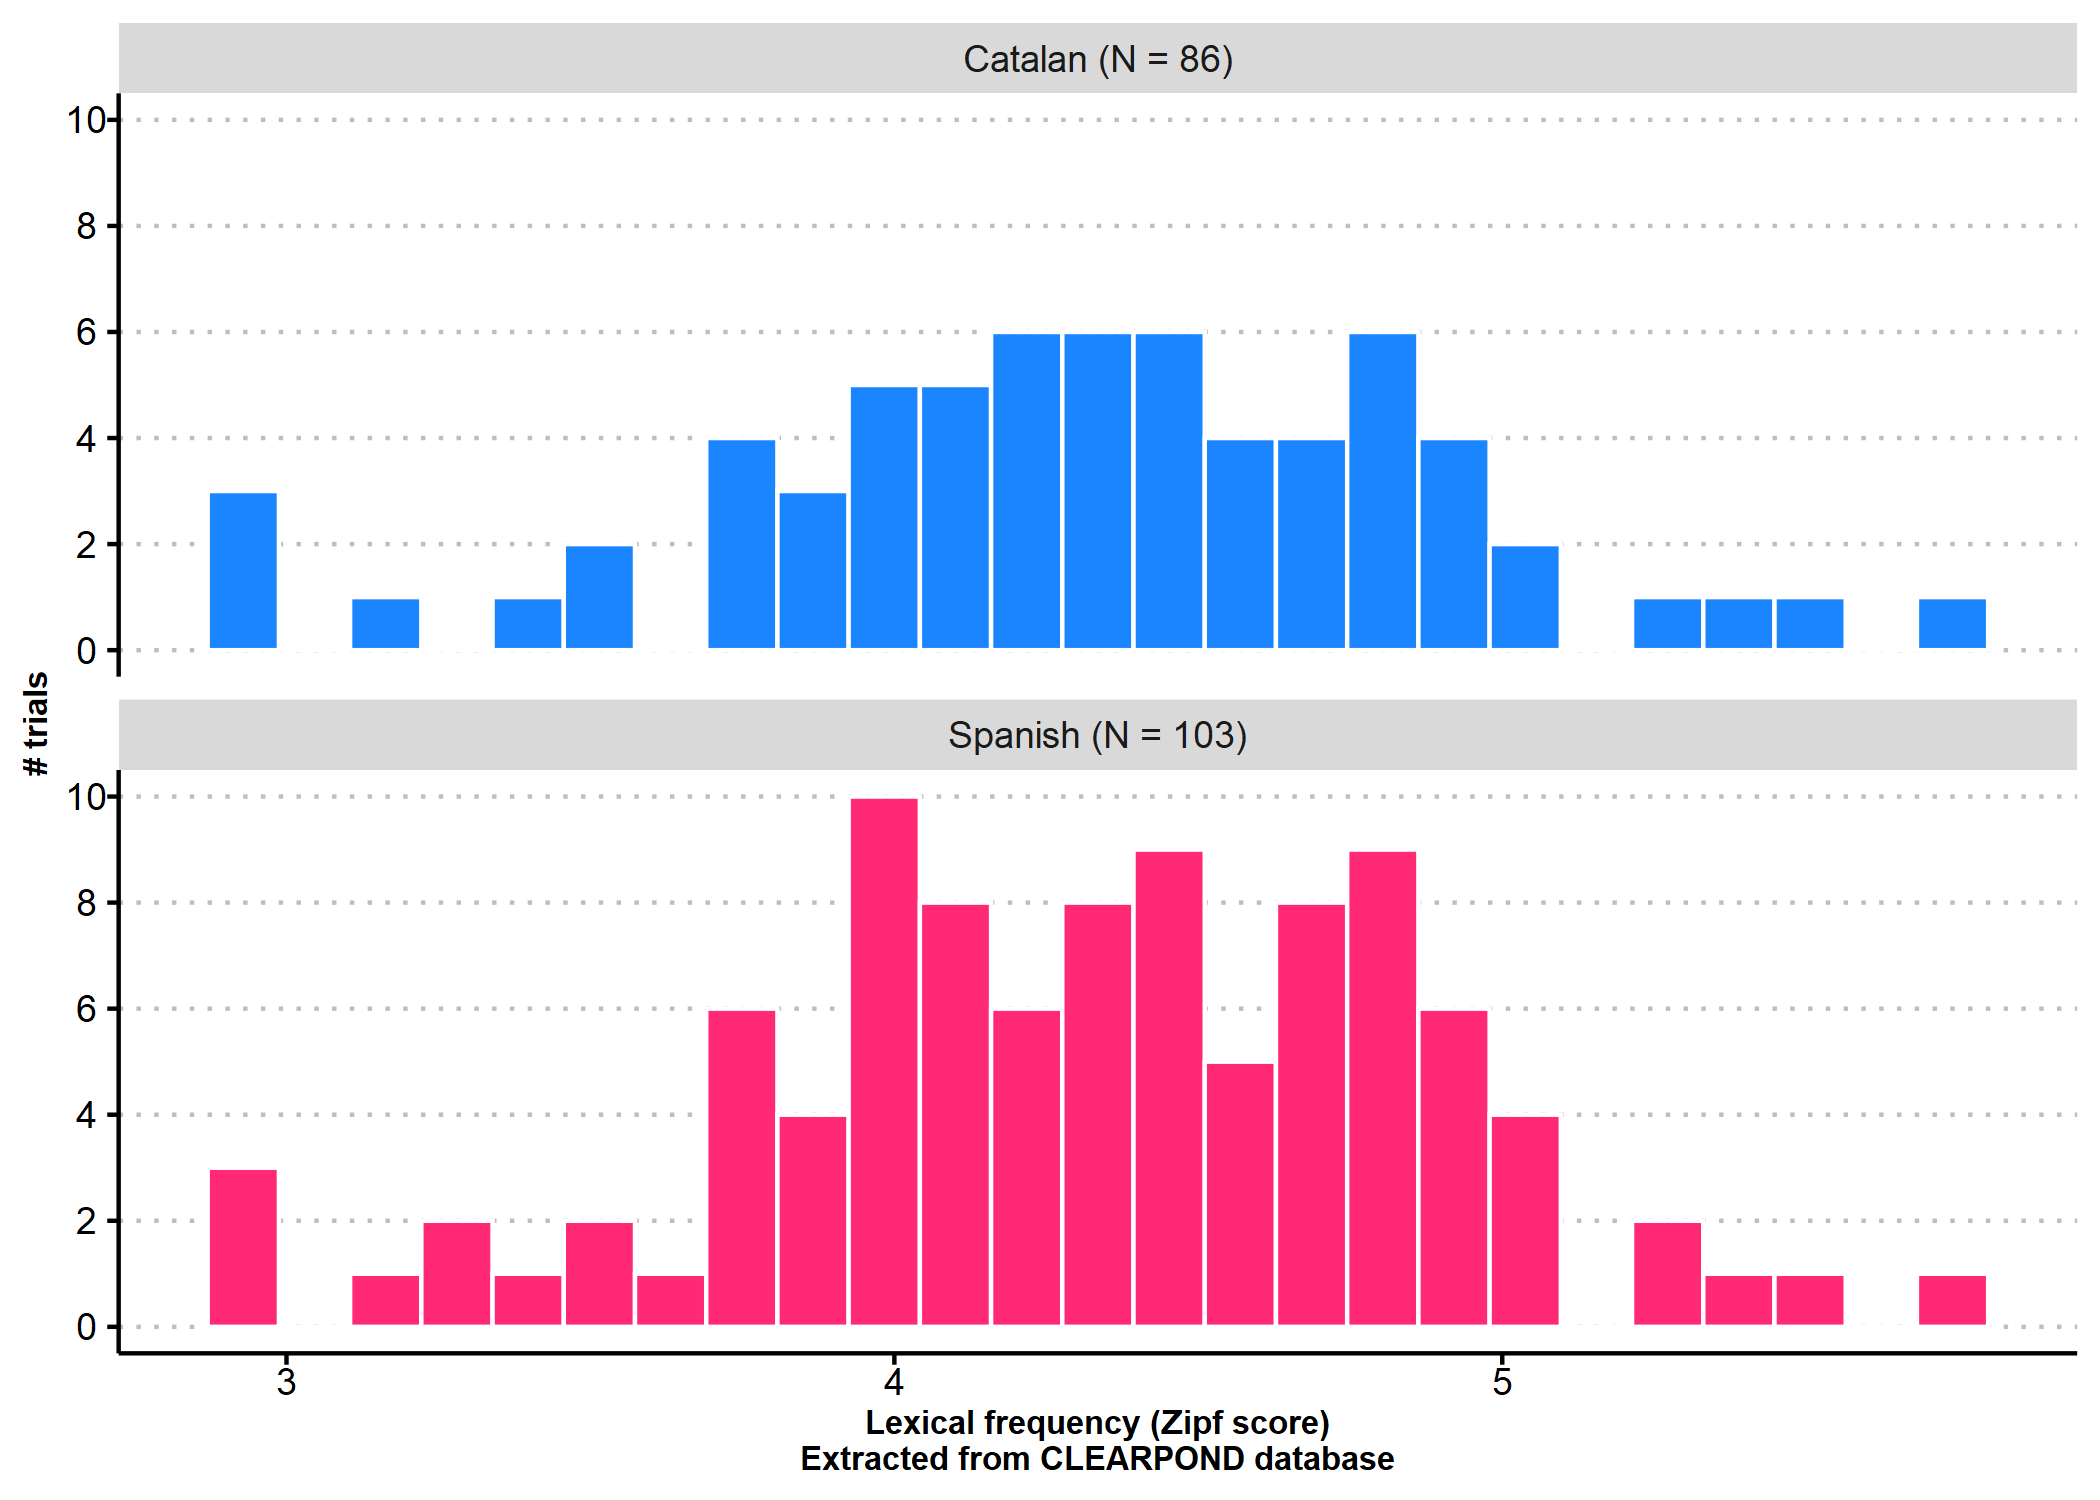 Catalan (N = 86)
10
8
6
4
2
0
# trials
Spanish (N = 103)
10
8
6
4
2
0
3 4 5
Lexical frequency (Zipf score)
Extracted from CLEARPOND database